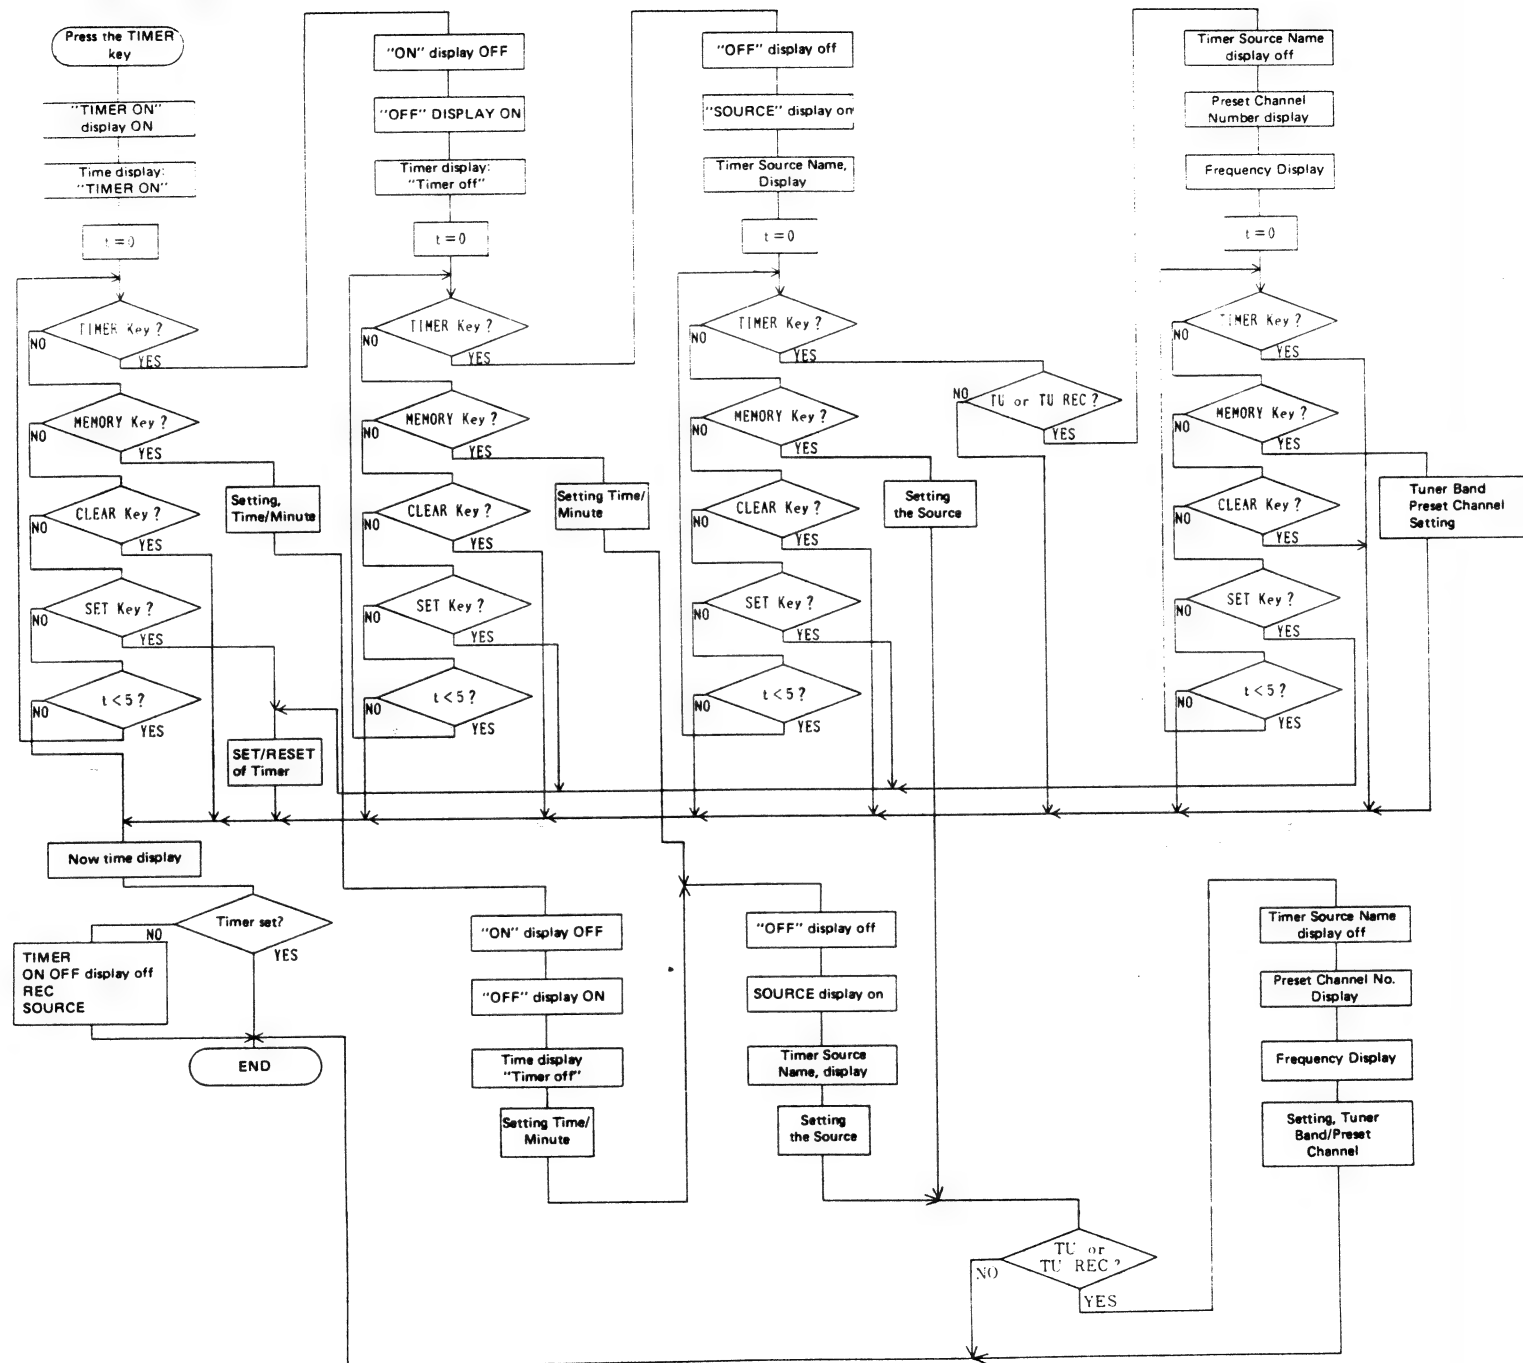 Press the TIMER
key
"TIMER ON"
display ON
Time display:
"TIMER ON"
t = 0
TIMER Key ?
NO
YES
MEMORY Key ?
NO
YES
Setting,
Time/Minute
CLEAR Key ?
NO
YES
SET Key ?
NO
YES
t < 5 ?
NO
YES
SET/RESET
of Timer
"ON" display OFF
"OFF" DISPLAY ON
Timer display:
"Timer off"
t = 0
TIMER Key ?
NO
YES
MEMORY Key ?
NO
YES
Setting Time/
Minute
CLEAR Key ?
NO
YES
SET Key ?
NO
YES
t < 5 ?
NO
YES
"OFF" display off
"SOURCE" display on
Timer Source Name,
Display
t = 0
TIMER Key ?
NO
YES
TU or TU REC ?
NO
YES
MEMORY Key ?
NO
YES
Setting
the Source
CLEAR Key ?
NO
YES
SET Key ?
NO
YES
t < 5 ?
NO
YES
Timer Source Name
display off
Preset Channel
Number display
Frequency Display
t = 0
TIMER Key ?
NO
YES
MEMORY Key ?
NO
YES
Tuner Band
Preset Channel
Setting
CLEAR Key ?
NO
YES
SET Key ?
NO
YES
t < 5 ?
NO
YES
Now time display
Timer set?
NO
YES
TIMER
ON OFF display off
REC
SOURCE
END
"ON" display OFF
"OFF" display ON
Time display
"Timer off"
Setting Time/
Minute
"OFF" display off
SOURCE display on
Timer Source
Name, display
Setting
the Source
TU or
TU REC ?
NO
YES
Timer Source Name
display off
Preset Channel No.
Display
Frequency Display
Setting, Tuner
Band/Preset
Channel